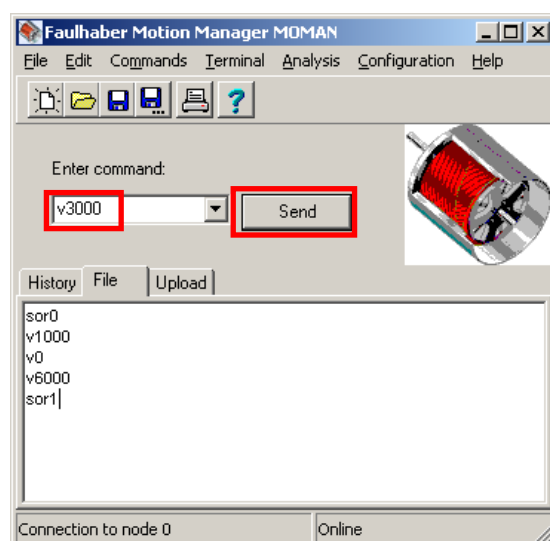 Faulhaber Motion Manager MOMAN
File Edit Commands Terminal Analysis Configuration Help
Enter command:
v3000 Send
History File Upload
sor0
v1000
v0
v6000
sor1
Connection to node 0 Online